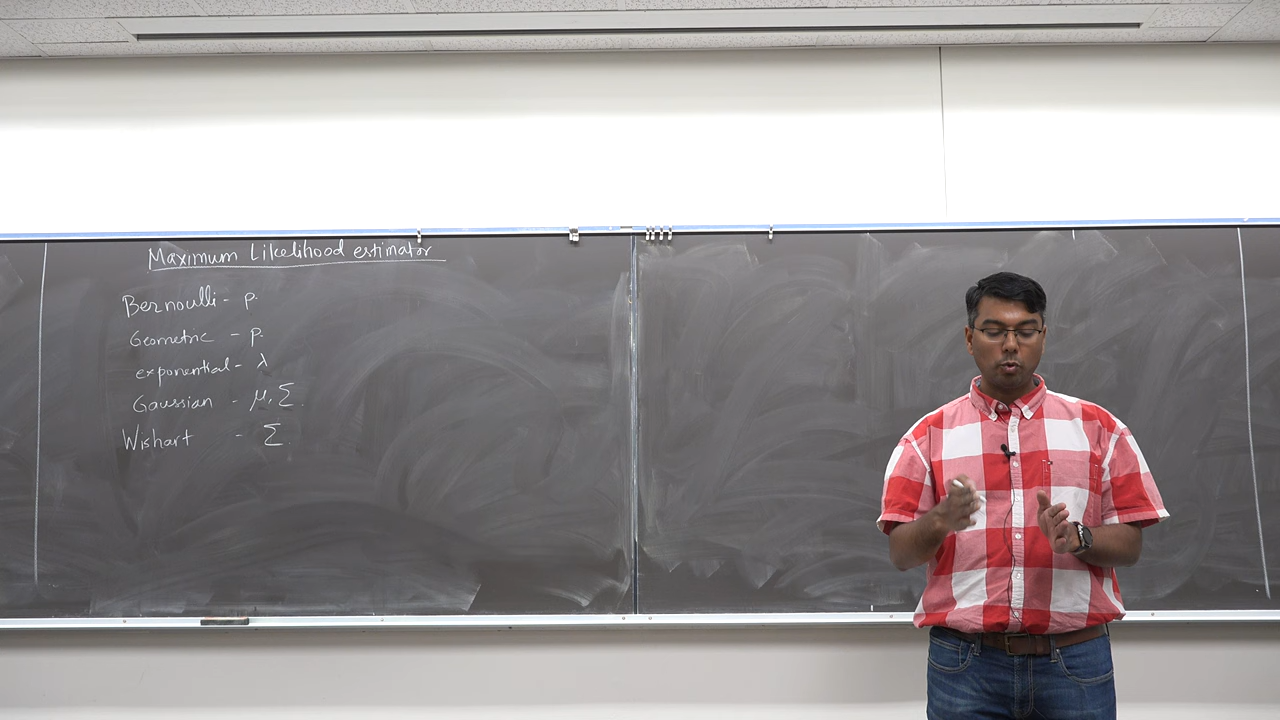 Maximum Likelihood estimator
Bernoulli - p.
Geometric - p.
exponential - λ
Gaussian - μ, Σ.
Wishart - Σ.